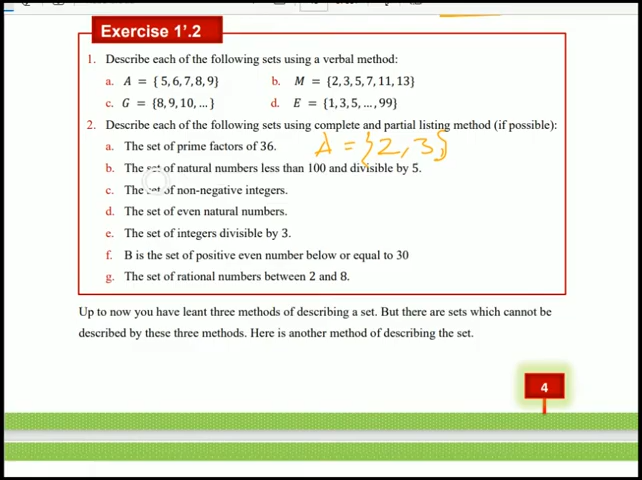 Exercise 1'.2
1. Describe each of the following sets using a verbal method:
a. A = { 5,6,7,8,9} b. M = {2,3,5,7,11,13}
c. G = {8,9,10, ... } d. E = {1,3,5, ... ,99}
2. Describe each of the following sets using complete and partial listing method (if possible):
a. The set of prime factors of 36. A = {2, 3}
b. The set of natural numbers less than 100 and divisible by 5.
c. The set of non-negative integers.
d. The set of even natural numbers.
e. The set of integers divisible by 3.
f. B is the set of positive even number below or equal to 30
g. The set of rational numbers between 2 and 8.
Up to now you have leant three methods of describing a set. But there are sets which cannot be
described by these three methods. Here is another method of describing the set.
4